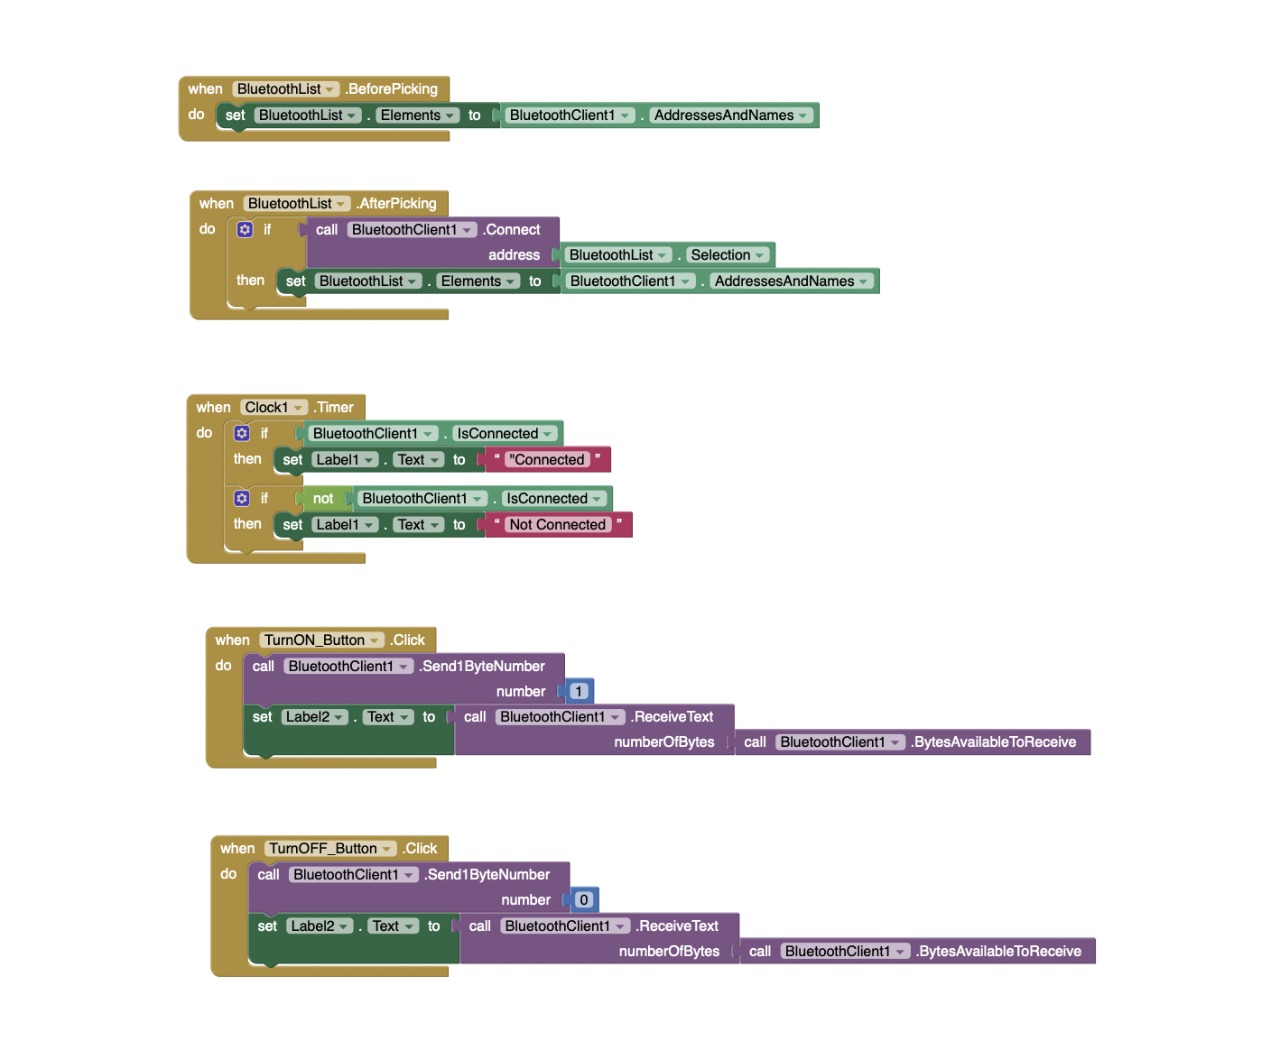 when BluetoothList .BeforePicking
do set BluetoothList . Elements to BluetoothClient1 . AddressesAndNames
when BluetoothList .AfterPicking
do if call BluetoothClient1 .Connect
address BluetoothList . Selection
then set BluetoothList . Elements to BluetoothClient1 . AddressesAndNames
when Clock1 .Timer
do if BluetoothClient1 . IsConnected
then set Label1 . Text to “ "Connected ”
if not BluetoothClient1 . IsConnected
then set Label1 . Text to “ Not Connected ”
when TurnON_Button .Click
do call BluetoothClient1 .Send1ByteNumber
number 1
set Label2 . Text to call BluetoothClient1 .ReceiveText
numberOfBytes call BluetoothClient1 .BytesAvailableToReceive
when TurnOFF_Button .Click
do call BluetoothClient1 .Send1ByteNumber
number 0
set Label2 . Text to call BluetoothClient1 .ReceiveText
numberOfBytes call BluetoothClient1 .BytesAvailableToReceive